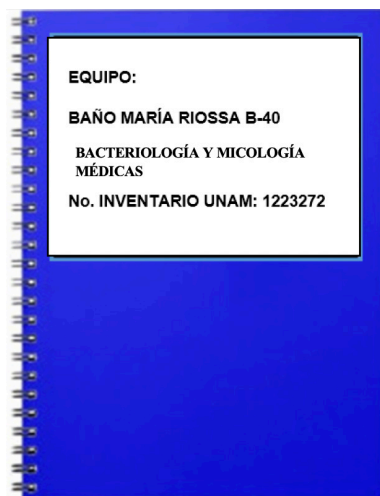 EQUIPO:
BAÑO MARÍA RIOSSA B-40
BACTERIOLOGÍA Y MICOLOGÍA
MÉDICAS
No. INVENTARIO UNAM: 1223272